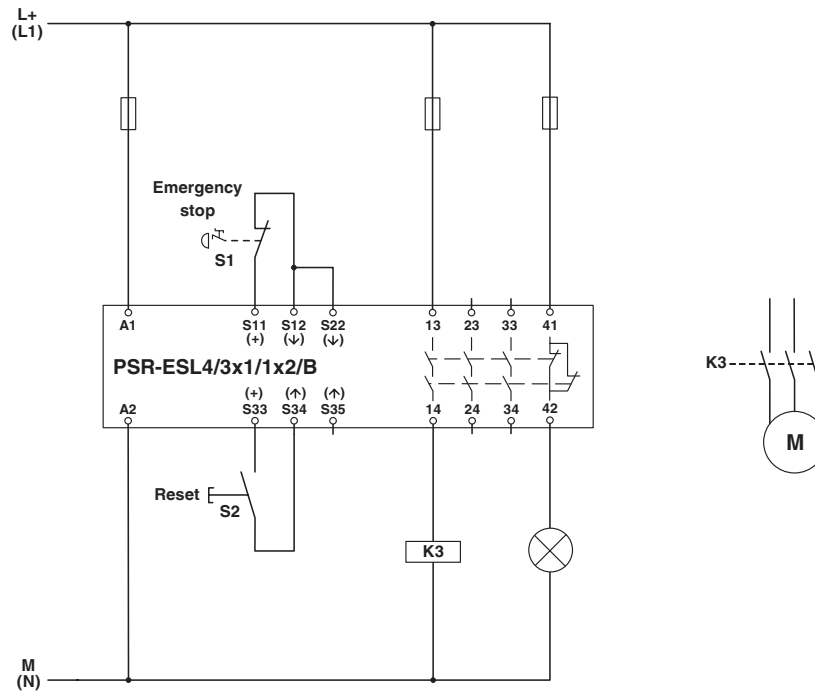 L+
(L1)
Emergency
stop
S1
A1 S11 S12 S22 13 23 33 41
(+) (↓) (↓)
PSR-ESL4/3x1/1x2/B
K3
(+) (↑) (↑)
A2 S33 S34 S35 14 24 34 42
M
Reset
S2
K3
M
(N)